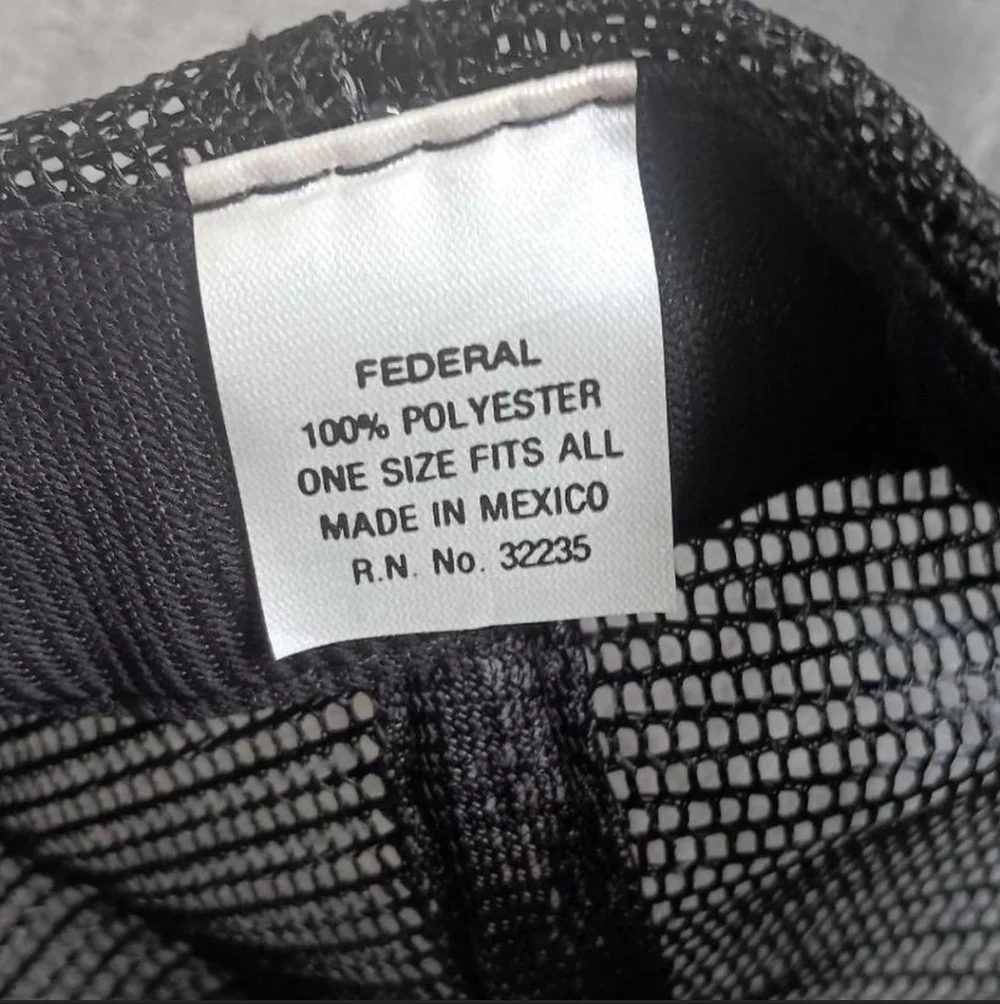 FEDERAL
100% POLYESTER
ONE SIZE FITS ALL
MADE IN MEXICO
R.N. No. 32235